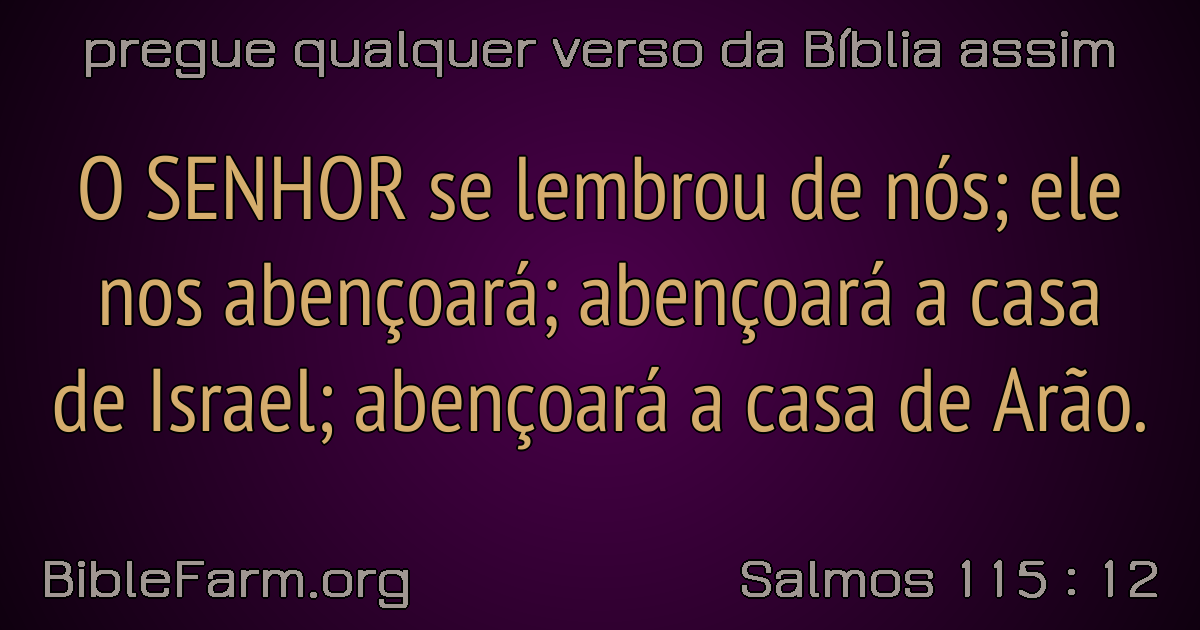 pregue qualquer verso da Bíblia assim
O SENHOR se lembrou de nós; ele
nos abençoará; abençoará a casa
de Israel; abençoará a casa de Arão.
BibleFarm.org
Salmos 115 : 12